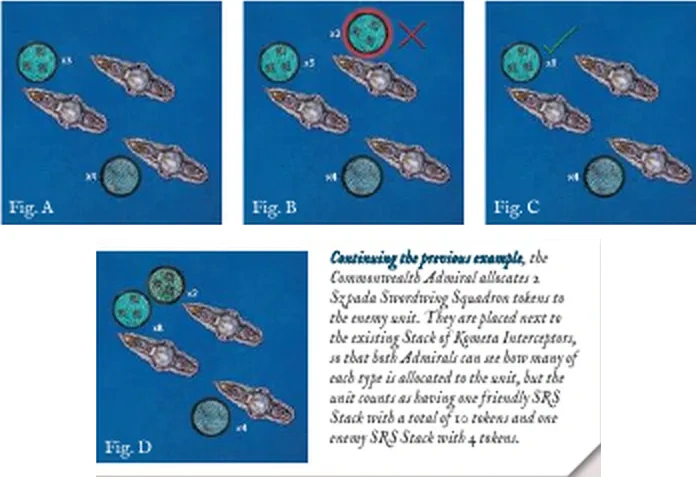 x2
x3
x5
x8
x3
x4
x4
Fig. A
Fig. B
Fig. C
Continuing the previous example, the
Commonwealth Admiral allocates 2
Szpada Swordwing Squadron tokens to
the enemy unit. They are placed next to
the existing Stack of Kometa Interceptors,
so that both Admirals can see how many of
each type is allocated to the unit, but the
unit counts as having one friendly SRS
Stack with a total of 10 tokens and one
enemy SRS Stack with 4 tokens.
x2
x8
x4
Fig. D